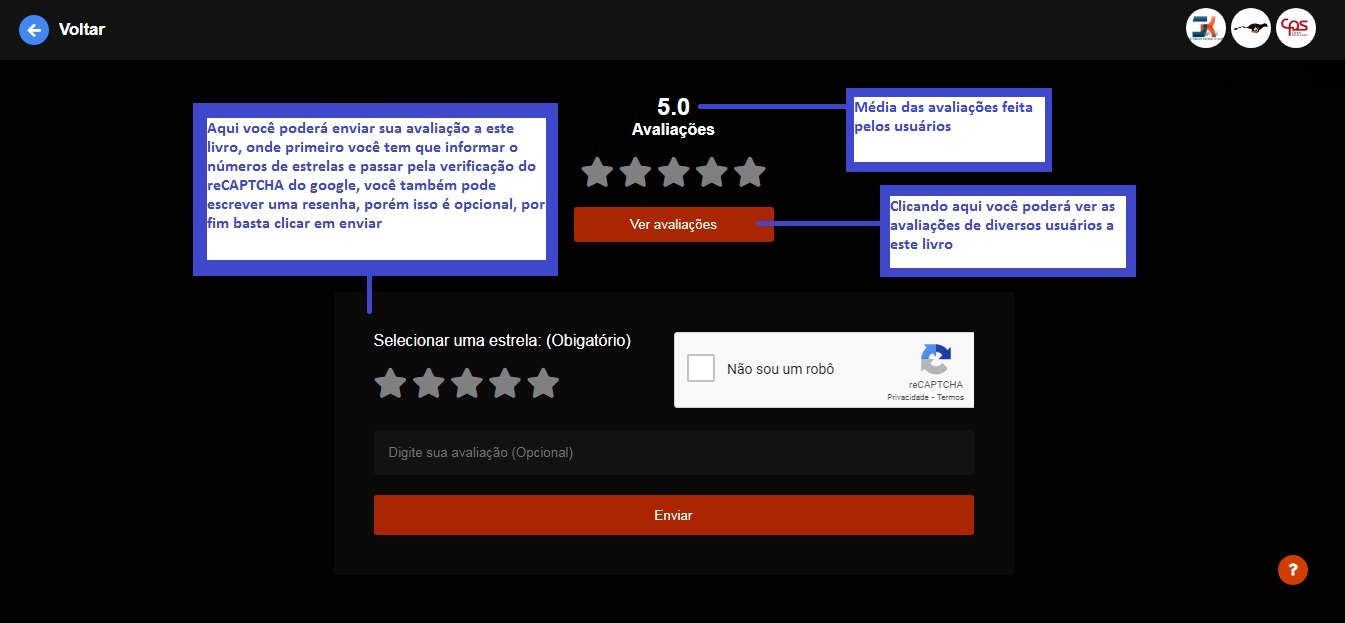 Voltar
CPS
5.0
Avaliações
Média das avaliações feita
pelos usuários
Aqui você poderá enviar sua avaliação a este
livro, onde primeiro você tem que informar o
números de estrelas e passar pela verificação do
reCAPTCHA do google, você também pode
escrever uma resenha, porém isso é opcional, por
fim basta clicar em enviar
Ver avaliações
Clicando aqui você poderá ver as
avaliações de diversos usuários a
este livro
Selecionar uma estrela: (Obigatório)
Não sou um robô
reCAPTCHA
Privacidade - Termos
Digite sua avaliação (Opcional)
Enviar
?